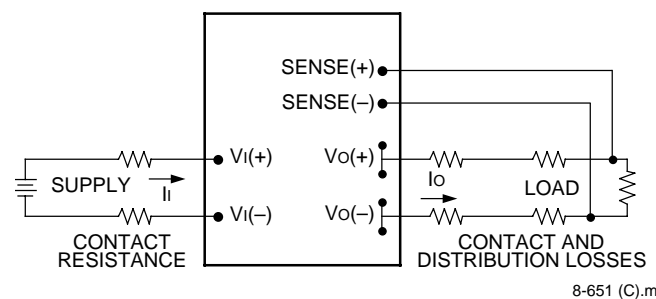 SENSE(+)
SENSE(–)
VI(+) VO(+)
IO
SUPPLY II LOAD
VI(–) VO(–)
CONTACT CONTACT AND
RESISTANCE DISTRIBUTION LOSSES
8-651 (C).m